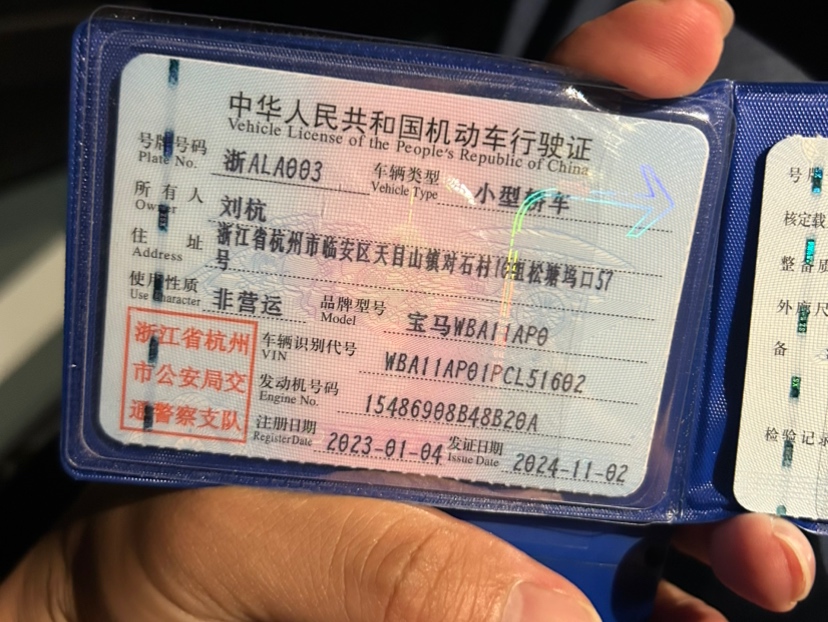 中华人民共和国机动车行驶证
Vehicle License of the People's Republic of China
号牌号码 浙ALA003 车辆类型 小型轿车
Plate No. Vehicle Type
所有人 刘杭
Owner
住址 浙江省杭州市临安区天目山镇对石村16组松塘坞口57
Address 号
使用性质 非营运 品牌型号 宝马WBA11AP0
Use Character Model
浙江省杭州 车辆识别代号 WBA11AP01PCL51602
VIN
市公安局交 发动机号码 15486908B48B20A
Engine No.
通警察支队 注册日期 2023-01-04 发证日期 2024-11-02
Register Date Issue Date
号牌
核定载
整备质
外廓尺
备
检验记录